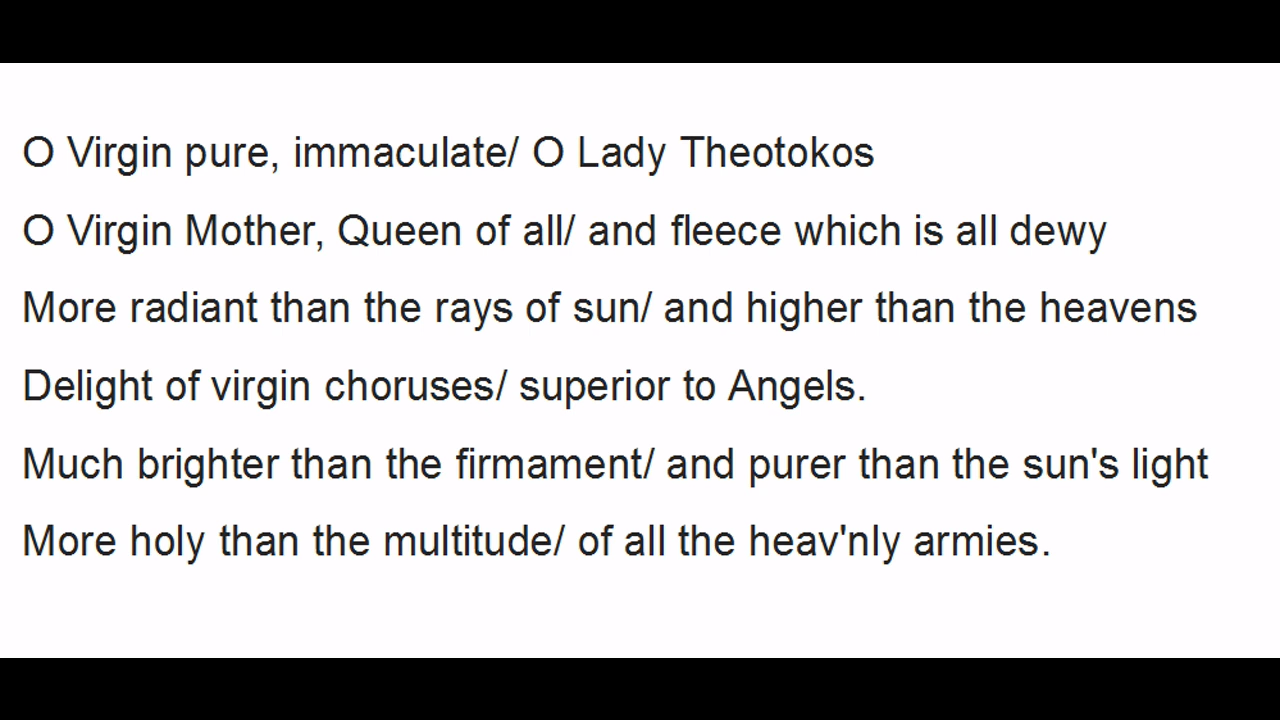 O Virgin pure, immaculate/ O Lady Theotokos
O Virgin Mother, Queen of all/ and fleece which is all dewy
More radiant than the rays of sun/ and higher than the heavens
Delight of virgin choruses/ superior to Angels.
Much brighter than the firmament/ and purer than the sun's light
More holy than the multitude/ of all the heav'nly armies.